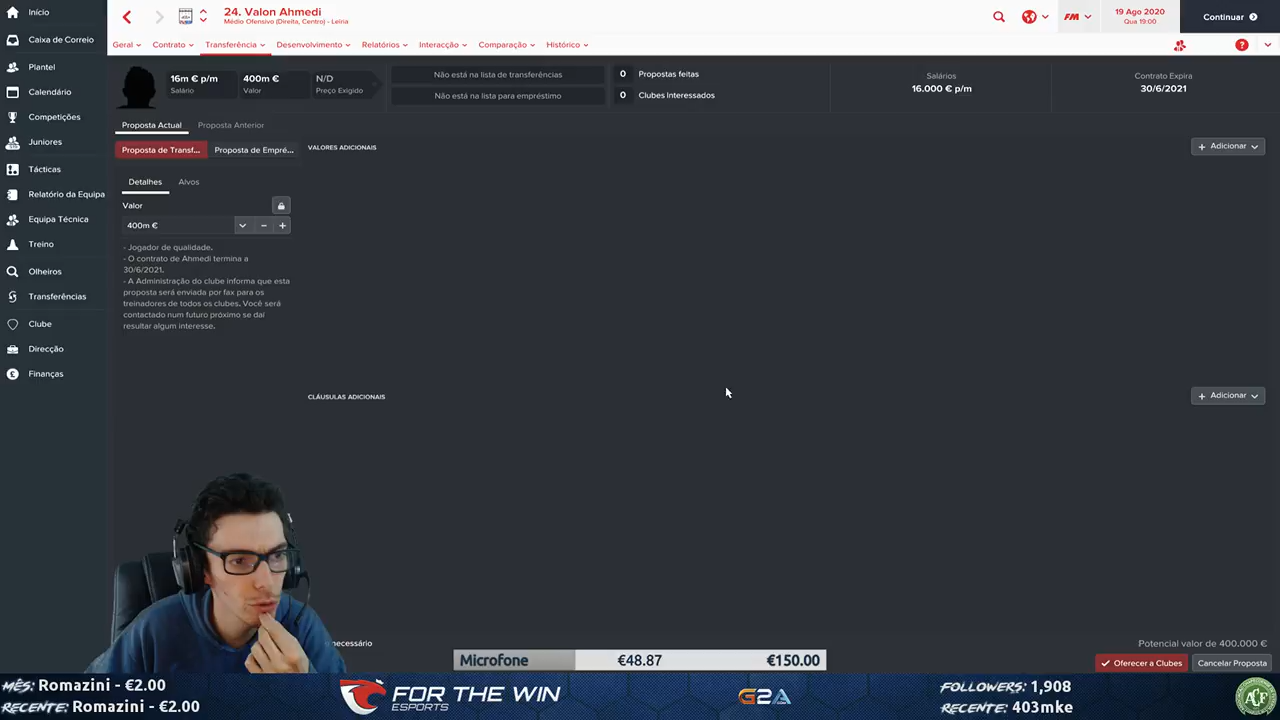 Início
Caixa de Correio
Plantel
Calendário
Competições
Juniores
Tácticas
Relatório da Equipa
Equipa Técnica
Treino
Olheiros
Transferências
Clube
Direcção
Finanças
24. Valon Ahmedi
Médio Ofensivo (Direita, Centro) - Leiria
FM
19 Ago 2020
Qua 19:00
Continuar
Geral
Contrato
Transferência
Desenvolvimento
Relatórios
Interacção
Comparação
Histórico
?
16m € p/m
Salário
400m €
Valor
N/D
Preço Exigido
Não está na lista de transferências
Não está na lista para empréstimo
0 Propostas feitas
0 Clubes Interessados
Salários
16.000 € p/m
Contrato Expira
30/6/2021
Proposta Actual
Proposta Anterior
Proposta de Transf...
Proposta de Empré...
VALORES ADICIONAIS
+ Adicionar
Detalhes
Alvos
Valor
400m €
- +
- Jogador de qualidade.
- O contrato de Ahmedi termina a
30/6/2021.
- A Administração do clube informa que esta
proposta será enviada por fax para os
treinadores de todos os clubes. Você será
contactado num futuro próximo se daí
resultar algum interesse.
CLÁUSULAS ADICIONAIS
+ Adicionar
necessário
Potencial valor de 400.000 €
Oferecer a Clubes
Cancelar Proposta
Microfone €48.87 €150.00
MÊS: Romazini - €2.00
RECENTE: Romazini - €2.00
FOR THE WIN
ESPORTS
G2A
FOLLOWERS: 1,908
RECENTE: 403mke
ACF